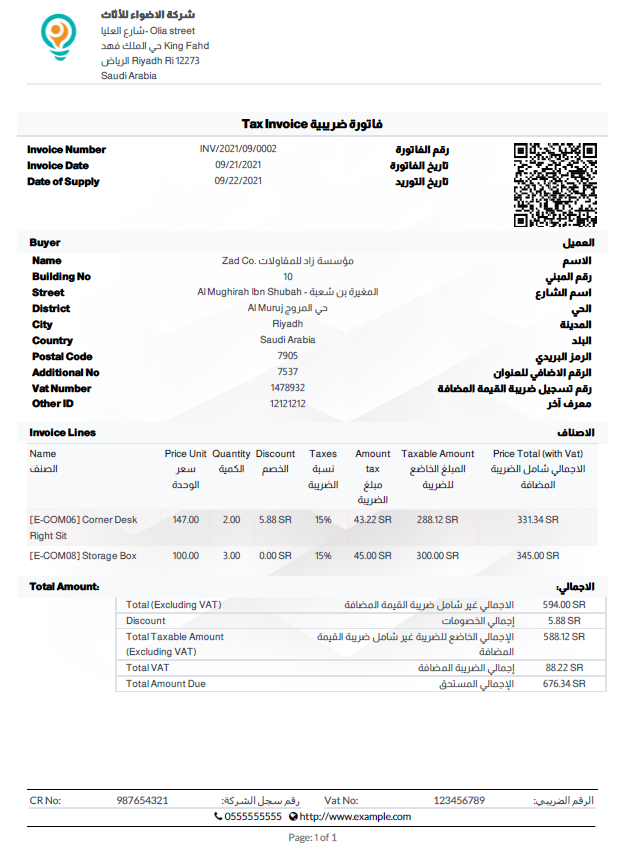 شركة الاضواء للأثاث
شارع العليا- Olia street
حي الملك فهد King Fahd
الرياض Riyadh Ri 12273
Saudi Arabia
Tax Invoice فاتورة ضريبية
Invoice Number INV/2021/09/0002 رقم الفاتورة
Invoice Date 09/21/2021 تاريخ الفاتورة
Date of Supply 09/22/2021 تاريخ التوريد
Buyer العميل
Name Zad Co. مؤسسة زاد للمقاولات الاسم
Building No 10 رقم المبني
Street Al Mughirah Ibn Shubah - المغيرة بن شعبة اسم الشارع
District Al Muruj حي المروج الحي
City Riyadh المدينة
Country Saudi Arabia البلد
Postal Code 7905 الرمز البريدي
Additional No 7537 الرقم الاضافي للعنوان
Vat Number 1478932 رقم تسجيل ضريبة القيمة المضافة
Other ID 12121212 معرف آخر
Invoice Lines الاصناف
Name Price Unit Quantity Discount Taxes Amount Taxable Amount Price Total (with Vat)
الصنف سعر الكمية الخصم نسبة tax المبلغ الخاضع الاجمالي شامل الضريبة
الوحدة الضريبة مبلغ للضريبة المضافة
الضريبة
[E-COM06] Corner Desk 147.00 2.00 5.88 SR 15% 43.22 SR 288.12 SR 331.34 SR
Right Sit
[E-COM08] Storage Box 100.00 3.00 0.00 SR 15% 45.00 SR 300.00 SR 345.00 SR
Total Amount: الاجمالي:
Total (Excluding VAT) الاجمالي غير شامل ضريبة القيمة المضافة 594.00 SR
Discount إجمالي الخصومات 5.88 SR
Total Taxable Amount الإجمالي الخاضع للضريبة غير شامل ضريبة القيمة 588.12 SR
(Excluding VAT) المضافة
Total VAT إجمالي الضريبة المضافة 88.22 SR
Total Amount Due الإجمالي المستحق 676.34 SR
CR No: 987654321 رقم سجل الشركة: Vat No: 123456789 الرقم الضريبي:
0555555555 http://www.example.com
Page: 1 of 1